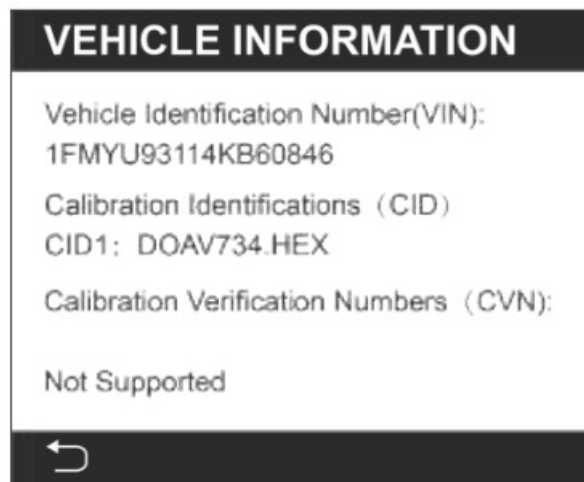 VEHICLE INFORMATION
Vehicle Identification Number(VIN):
1FMYU93114KB60846
Calibration Identifications（CID）
CID1：DOAV734.HEX
Calibration Verification Numbers（CVN):
Not Supported